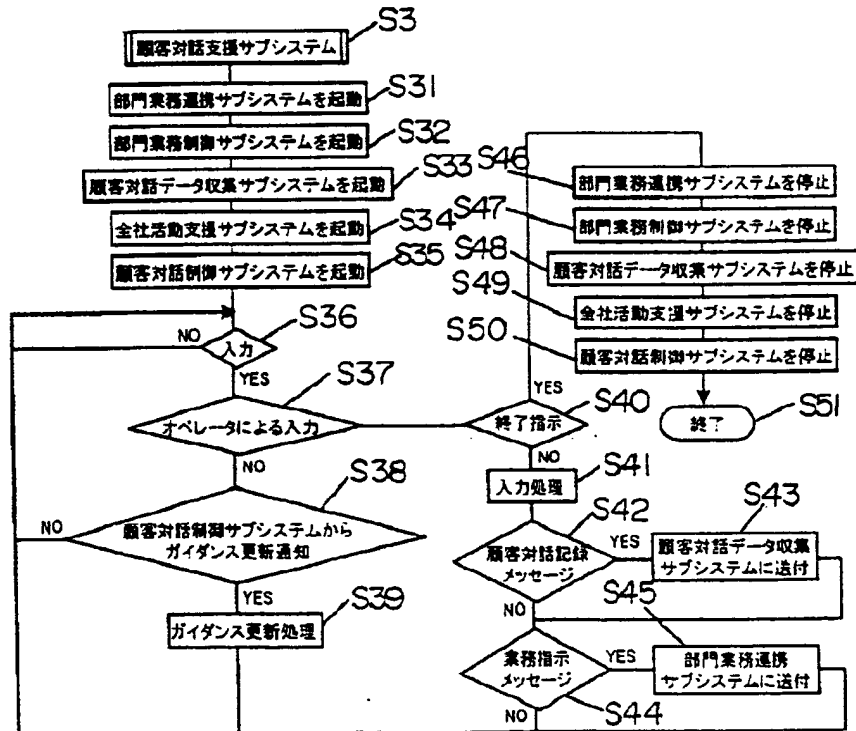 S3
顧客対話支援サブシステム
S31
部門業務連携サブシステムを起動
S32
部門業務制御サブシステムを起動
S33
顧客対話データ収集サブシステムを起動
S34
全社活動支援サブシステムを起動
S35
顧客対話制御サブシステムを起動
S36
NO
入力
YES
S37
オペレータによる入力
NO
S38
NO
顧客対話制御サブシステムから
ガイダンス更新通知
YES
S39
ガイダンス更新処理
YES
S40
終了指示
NO
S41
入力処理
S42
顧客対話記録
メッセージ
YES
S43
顧客対話データ収集
サブシステムに送付
NO
S45
業務指示
メッセージ
YES
部門業務連携
サブシステムに送付
NO
S44
S46
部門業務連携サブシステムを停止
S47
部門業務制御サブシステムを停止
S48
顧客対話データ収集サブシステムを停止
S49
全社活動支援サブシステムを停止
S50
顧客対話制御サブシステムを停止
S51
終了